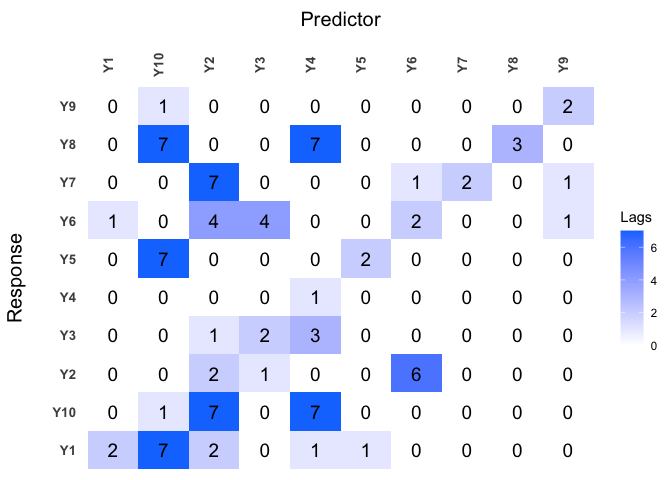 Predictor
Y1 Y10 Y2 Y3 Y4 Y5 Y6 Y7 Y8 Y9
Y9 0 1 0 0 0 0 0 0 0 2
Y8 0 7 0 0 7 0 0 0 3 0
Y7 0 0 7 0 0 0 1 2 0 1
Y6 1 0 4 4 0 0 2 0 0 1
Y5 0 7 0 0 0 2 0 0 0 0
Y4 0 0 0 0 1 0 0 0 0 0
Y3 0 0 1 2 3 0 0 0 0 0
Y2 0 0 2 1 0 0 6 0 0 0
Y10 0 1 7 0 7 0 0 0 0 0
Y1 2 7 2 0 1 1 0 0 0 0
Response
Lags
6
4
2
0